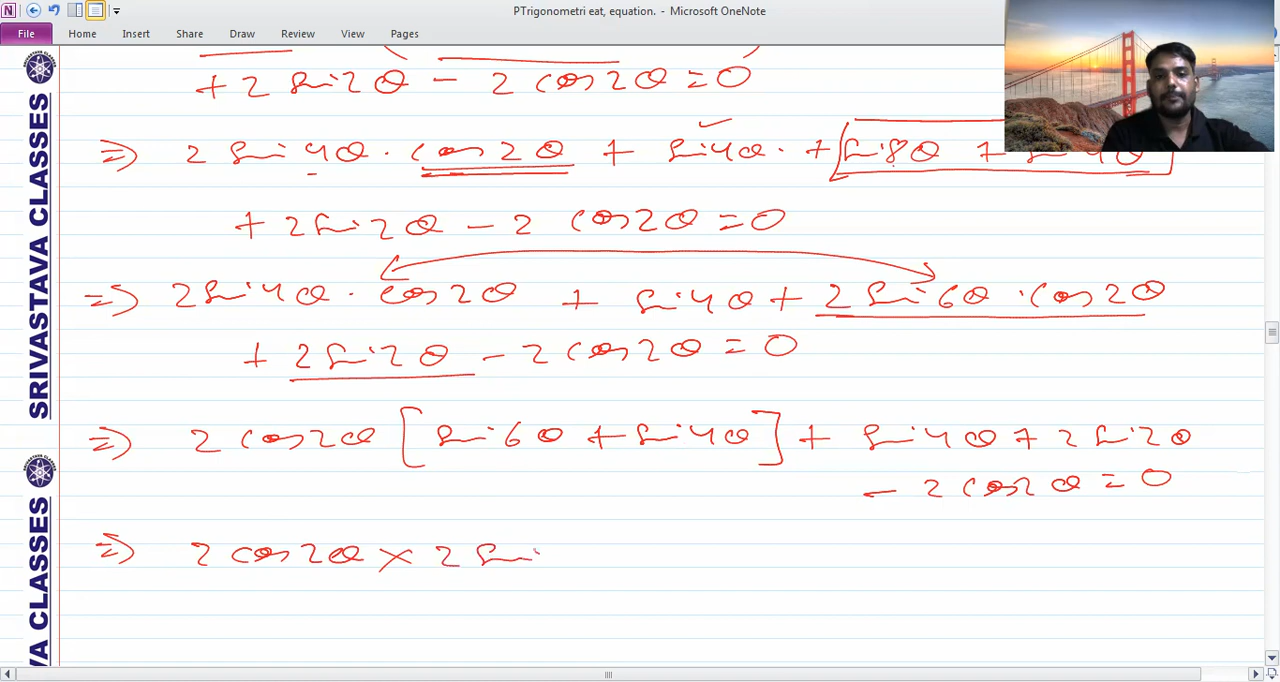 PTrigonometri eat, equation. - Microsoft OneNote
File Home Insert Share Draw Review View Pages
SRIVASTAVA CLASSES
VA CLASSES
+ 2 sin2θ - 2 cos2θ = 0
⇒ 2 sin4θ · cos2θ + sin4θ · + sin8θ + sin4θ
+ 2 sin2θ - 2 cos2θ = 0
⇒ 2 sin4θ · cos2θ + sin4θ + 2 sin6θ · cos2θ
+ 2 sin2θ - 2 cos2θ = 0
⇒ 2 cos2θ [ sin6θ + sin4θ ] + sin4θ + 2 sin2θ
- 2 cos2θ = 0
⇒ 2 cos2θ × 2 sin